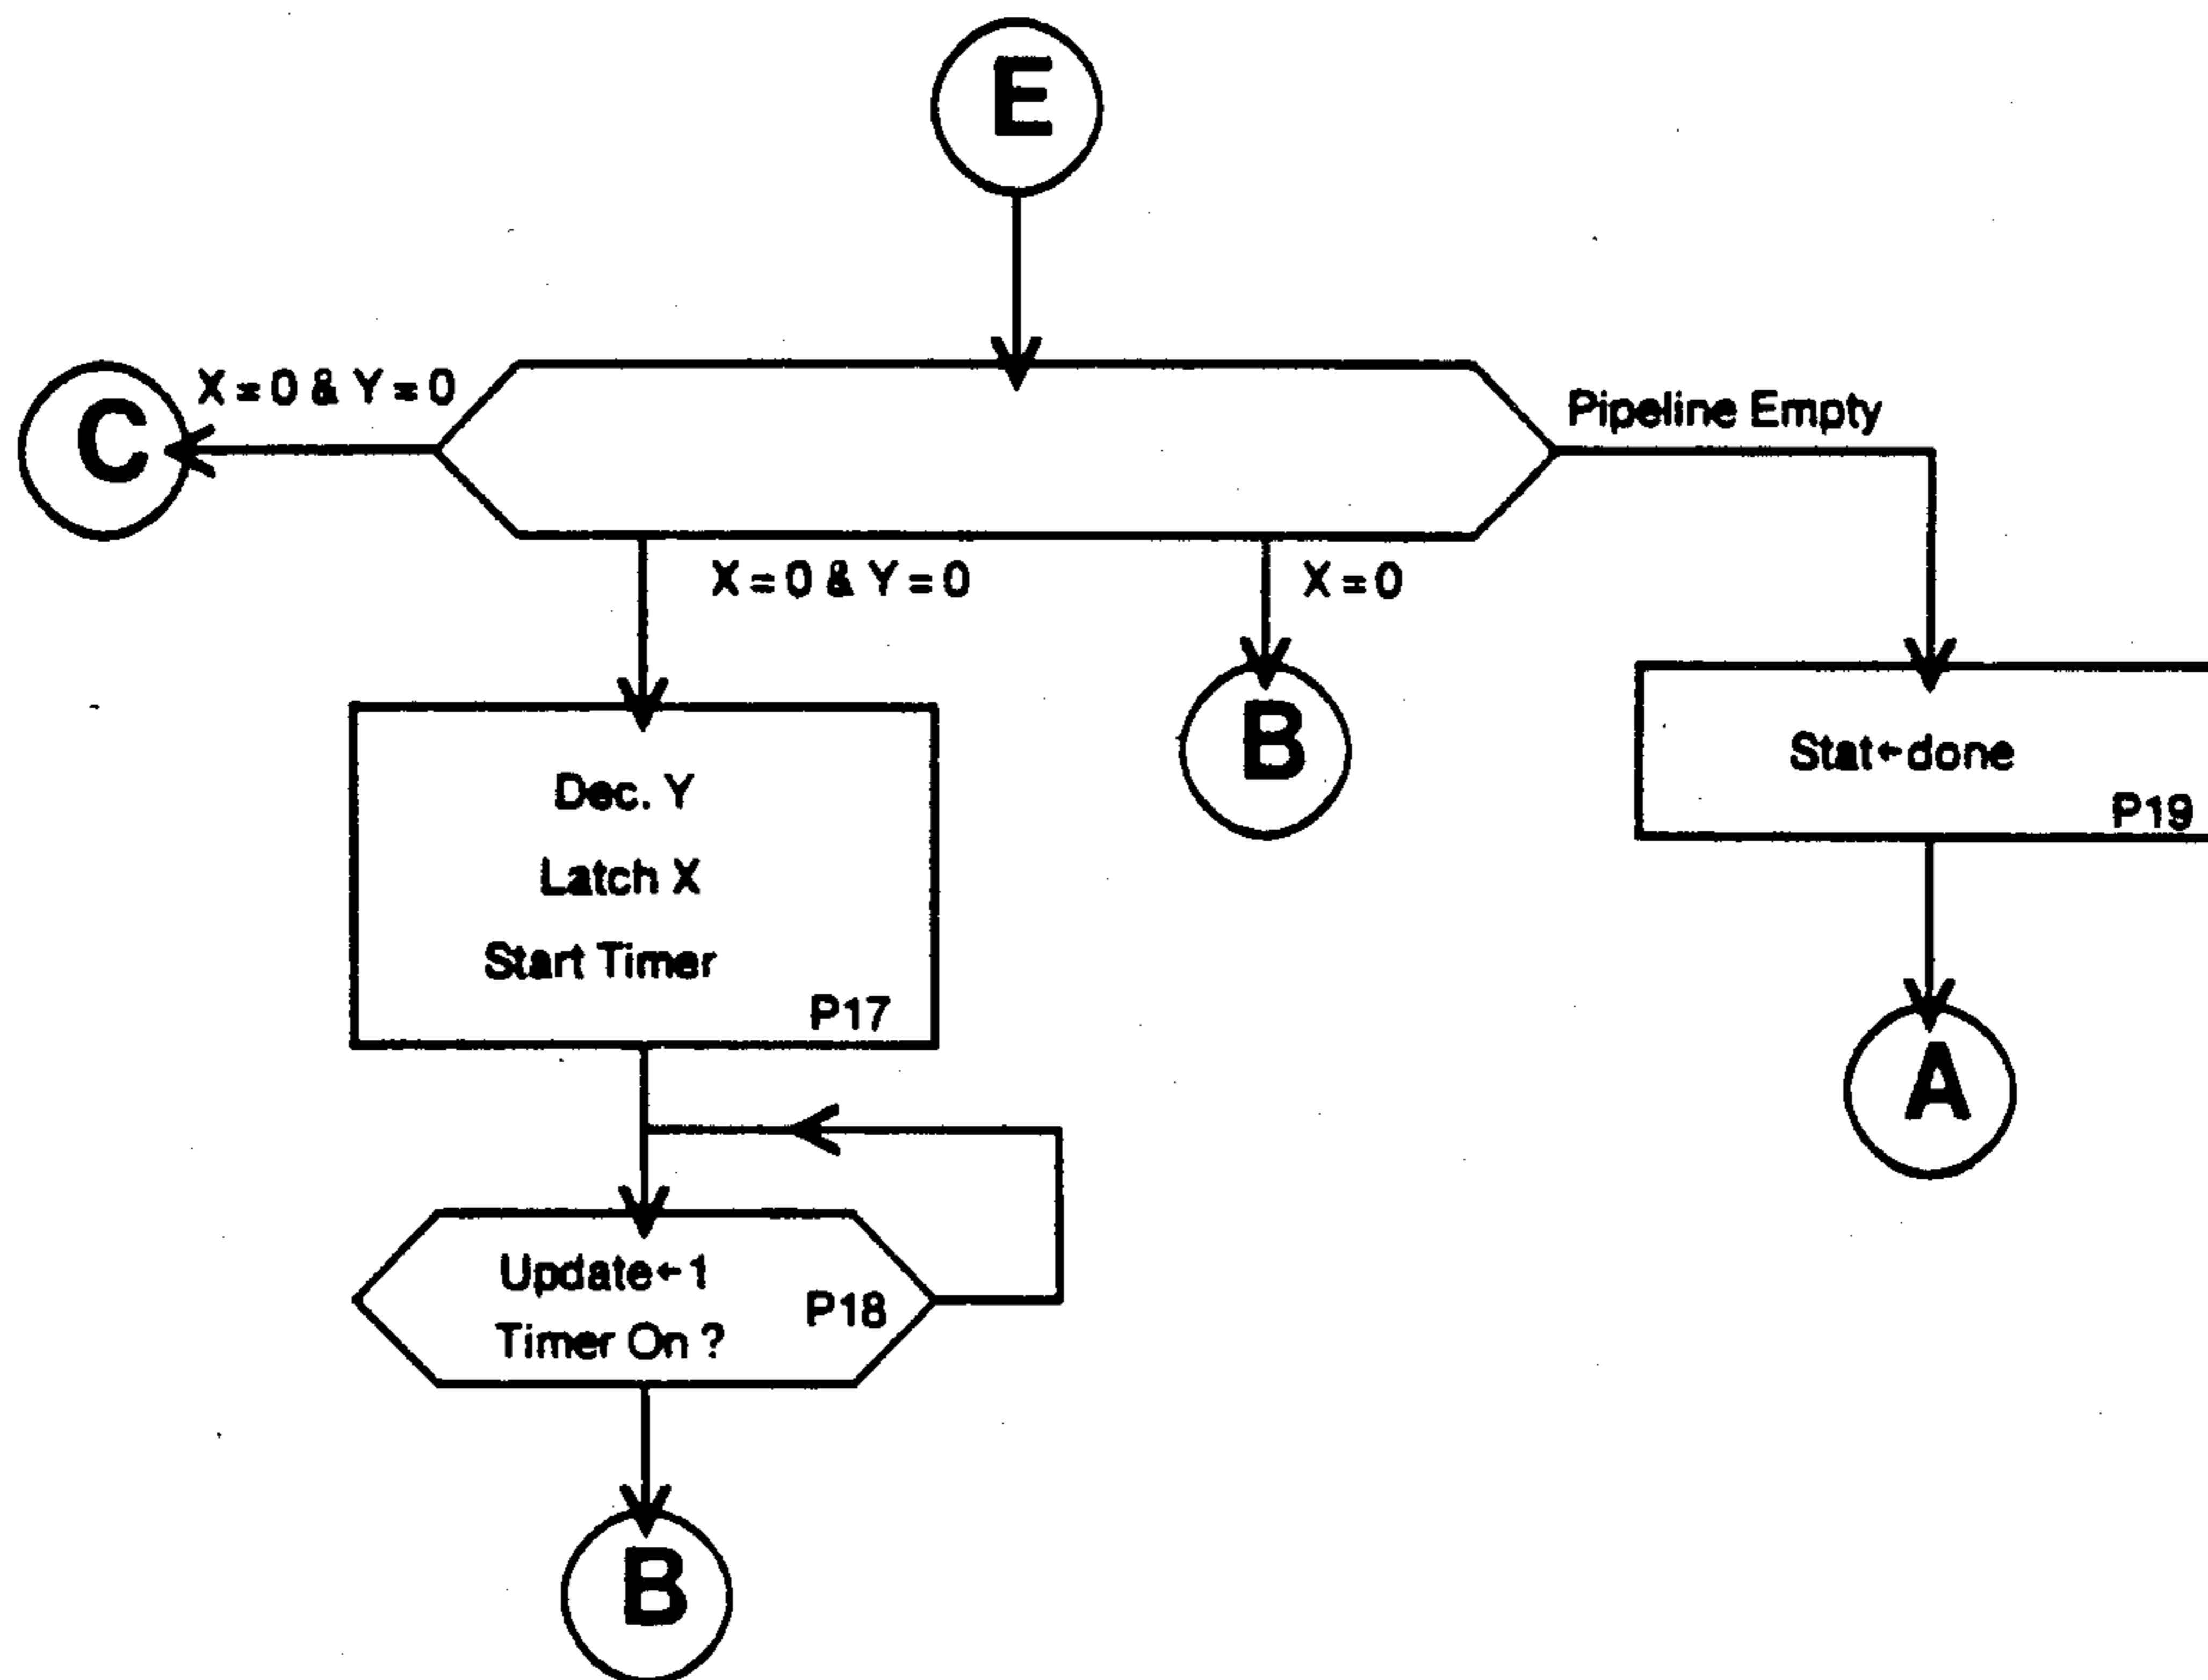 E
C
X = 0 & Y = 0
Pipeline Empty
X = 0 & Y = 0
X = 0
B
Stat←done
P19
Dec. Y
Latch X
Start Timer
P17
A
Update←1
Timer On ?
P18
B